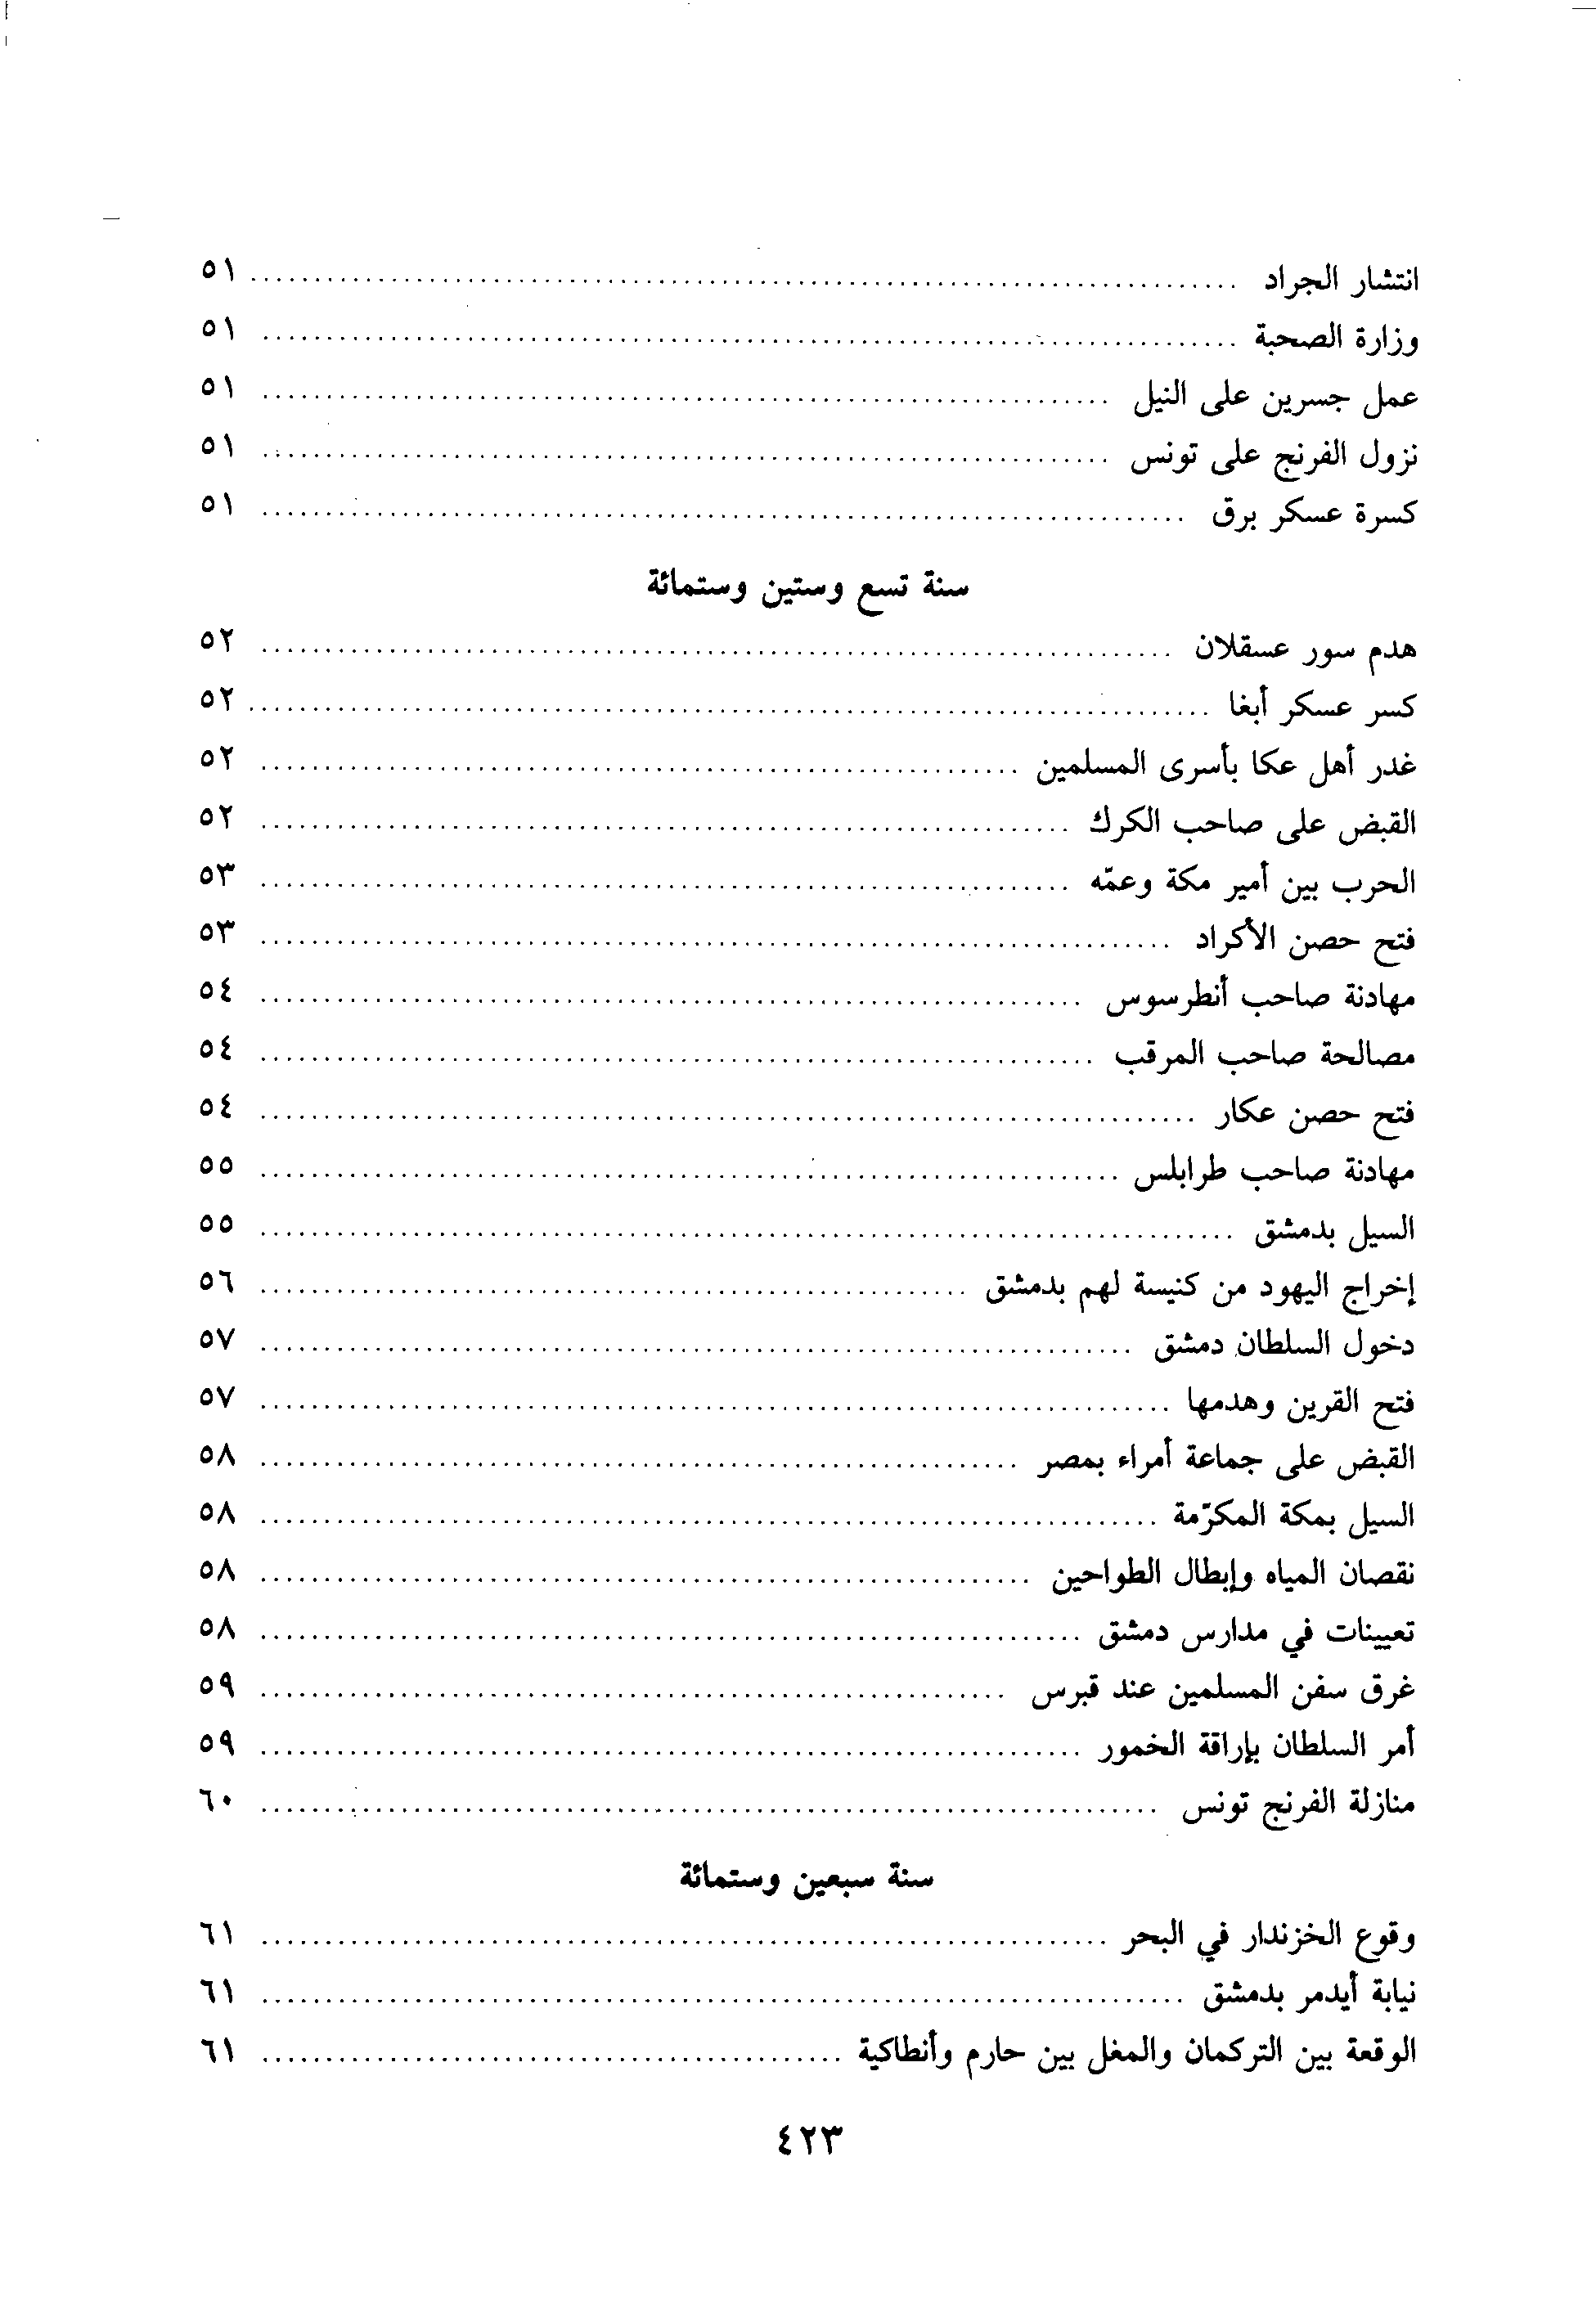 انتشار الجراد .......... ٥١
وزارة الصحبة .......... ٥١
عمل جسرين على النيل .......... ٥١
نزول الفرنج على تونس .......... ٥١
كسرة عسكر برق .......... ٥١
سنة تسع وستين وستمائة
هدم سور عسقلان .......... ٥٢
كسر عسكر أبغا .......... ٥٢
غدر أهل عكا بأسرى المسلمين .......... ٥٢
القبض على صاحب الكرك .......... ٥٢
الحرب بين أمير مكة وعمّه .......... ٥٣
فتح حصن الأكراد .......... ٥٣
مهادنة صاحب أنطرسوس .......... ٥٤
مصالحة صاحب المرقب .......... ٥٤
فتح حصن عكار .......... ٥٤
مهادنة صاحب طرابلس .......... ٥٥
السيل بدمشق .......... ٥٥
إخراج اليهود من كنيسة لهم بدمشق .......... ٥٦
دخول السلطان دمشق .......... ٥٧
فتح القرين وهدمها .......... ٥٧
القبض على جماعة أمراء بمصر .......... ٥٨
السيل بمكة المكرّمة .......... ٥٨
نقصان المياه وإبطال الطواحين .......... ٥٨
تعيينات في مدارس دمشق .......... ٥٨
غرق سفن المسلمين عند قبرس .......... ٥٩
أمر السلطان بإراقة الخمور .......... ٥٩
منازلة الفرنج تونس .......... ٦٠
سنة سبعين وستمائة
وقوع الخزندار في البحر .......... ٦١
نيابة أيدمر بدمشق .......... ٦١
الوقعة بين التركمان والمغل بين حارم وأنطاكية .......... ٦١
٤٢٣